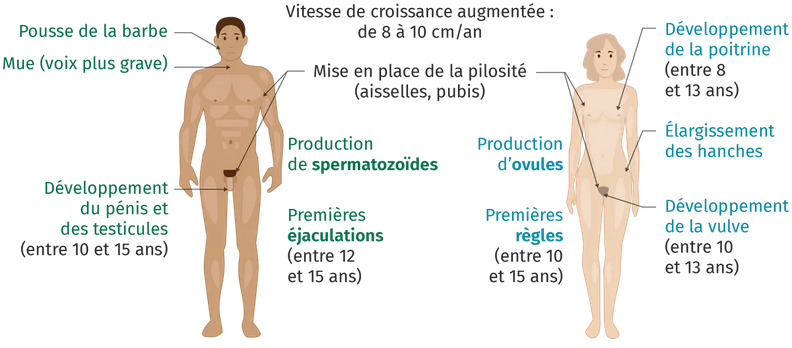 Vitesse de croissance augmentée :
de 8 à 10 cm/an
Pousse de la barbe
Mue (voix plus grave)
Mise en place de la pilosité
(aisselles, pubis)
Développement
de la poitrine
(entre 8
et 13 ans)
Production
de spermatozoïdes
Production
d’ovules
Élargissement
des hanches
Développement
du pénis et
des testicules
(entre 10 et 15 ans)
Premières
éjaculations
(entre 12
et 15 ans)
Premières
règles
(entre 10
et 15 ans)
Développement
de la vulve
(entre 10
et 13 ans)